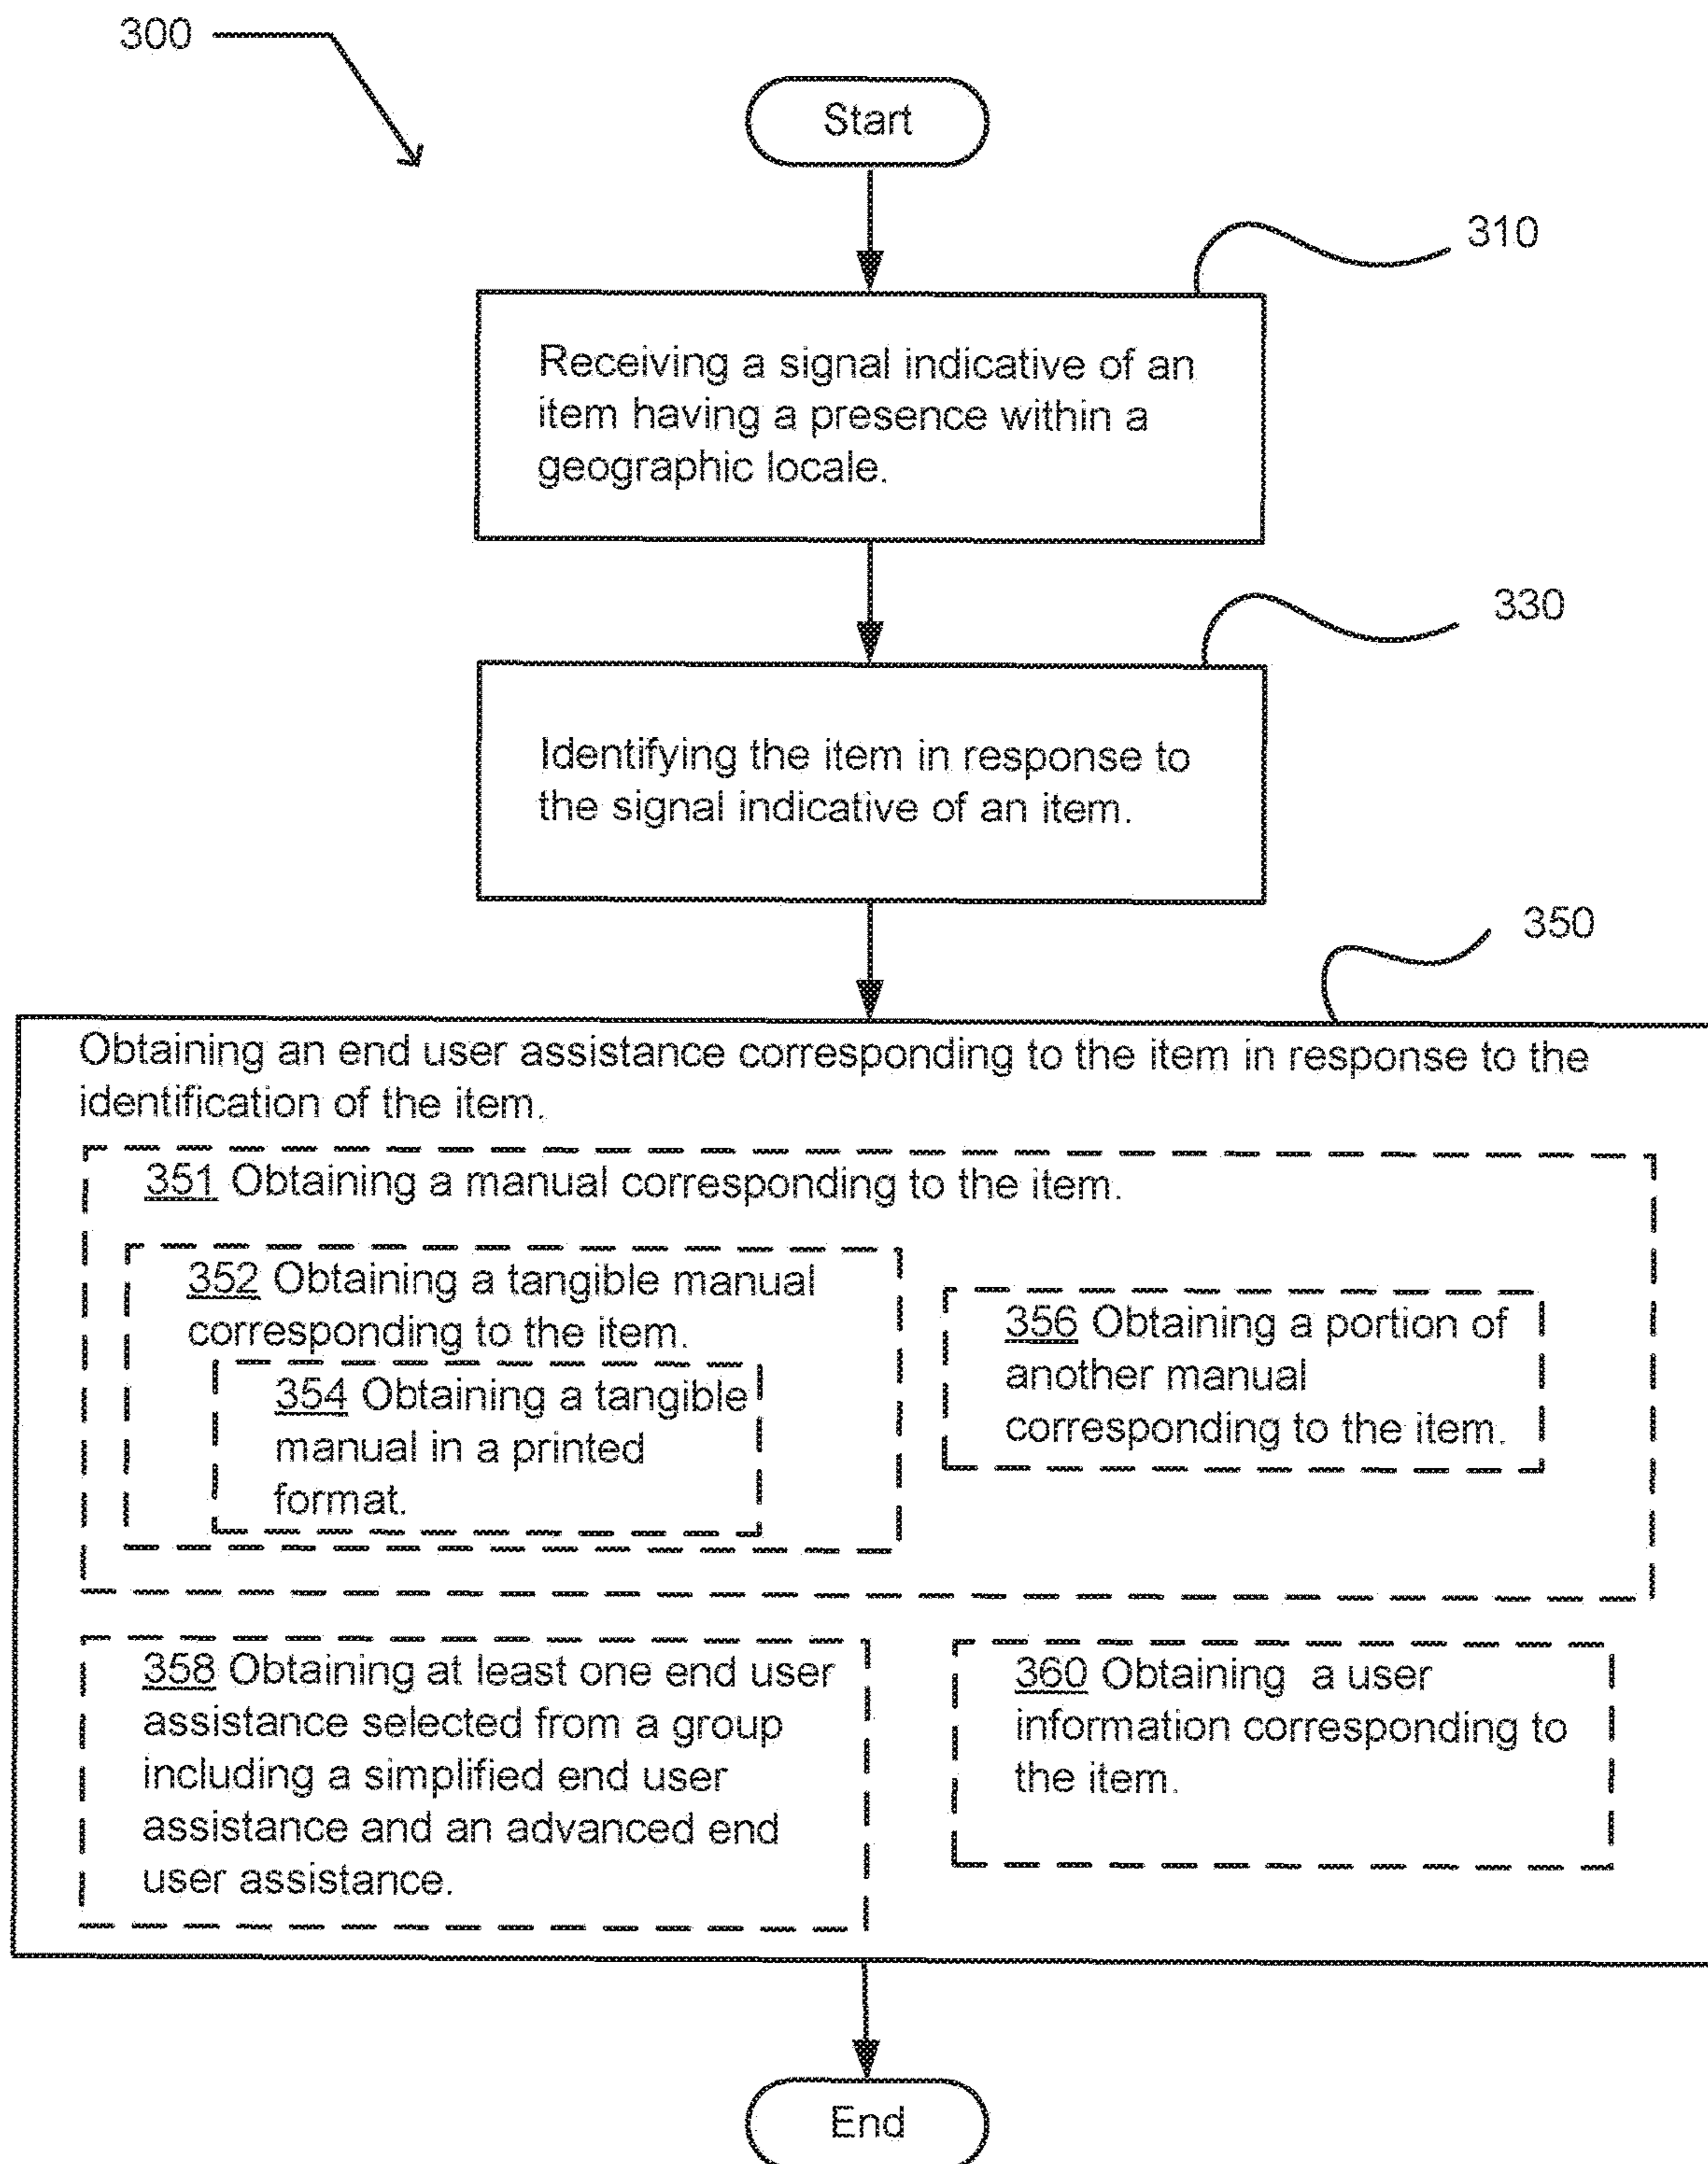 300
Start
310
Receiving a signal indicative of an
item having a presence within a
geographic locale.
330
Identifying the item in response to
the signal indicative of an item.
350
Obtaining an end user assistance corresponding to the item in response to the
identification of the item.
351 Obtaining a manual corresponding to the item.
352 Obtaining a tangible manual
corresponding to the item.
354 Obtaining a tangible
manual in a printed
format.
356 Obtaining a portion of
another manual
corresponding to the item.
358 Obtaining at least one end user
assistance selected from a group
including a simplified end user
assistance and an advanced end
user assistance.
360 Obtaining a user
information corresponding to
the item.
End